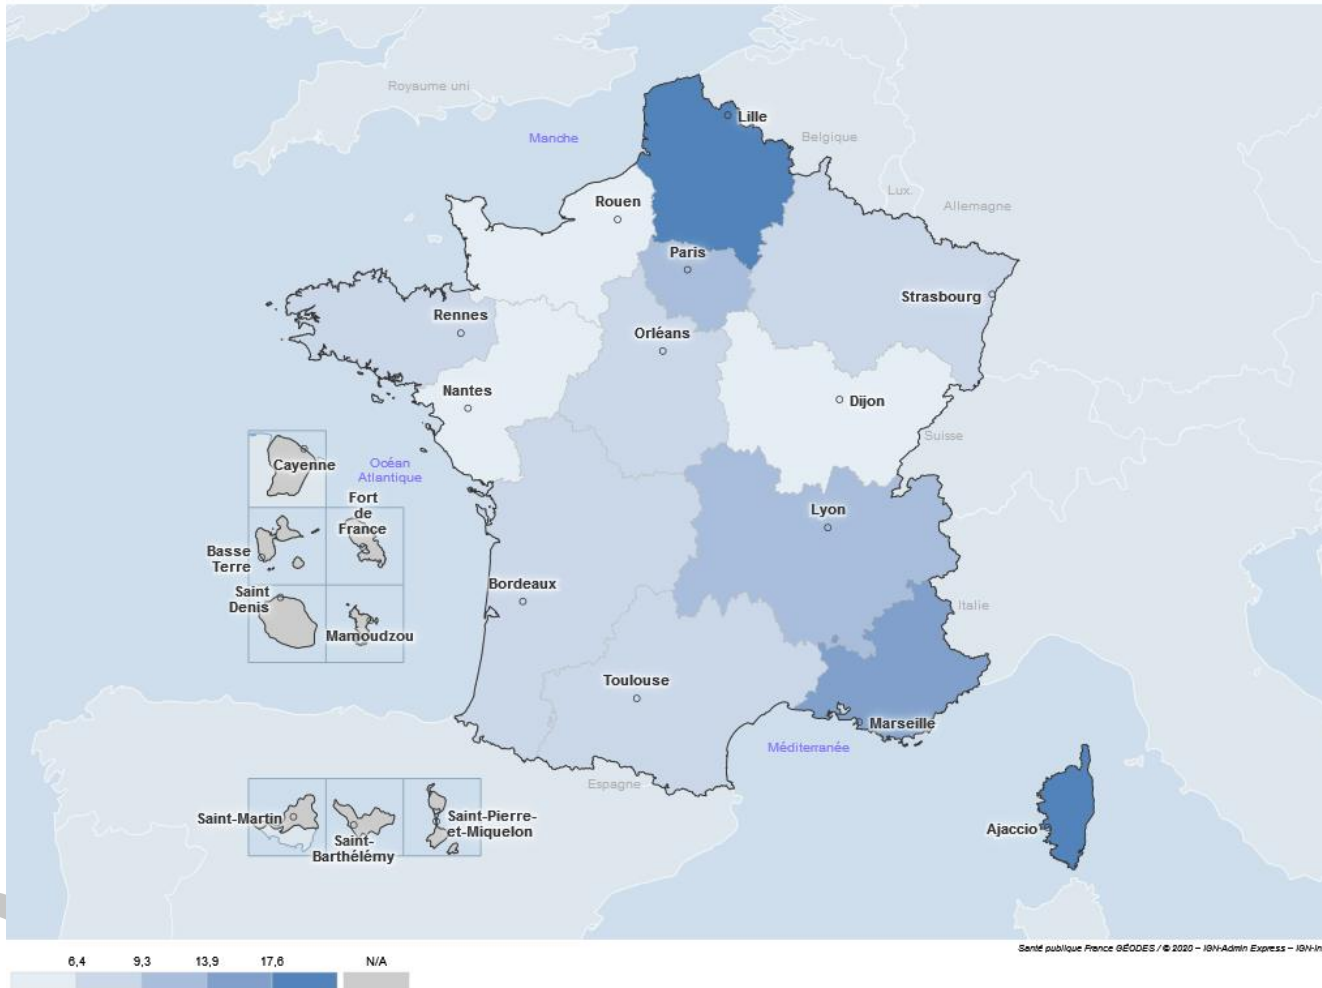 Royaume uni
Lille
Manche
Belgique
Lux.
Allemagne
Rouen
Paris
Strasbourg
Rennes
Orléans
Nantes
Dijon
Suisse
Cayenne
Océan
Atlantique
Fort
de
France
Lyon
Basse
Terre
Saint
Denis
Bordeaux
Italie
Mamoudzou
Toulouse
Marseille
Méditerranée
Espagne
Saint-Martin
Saint-
Barthélémy
Saint-Pierre-
et-Miquelon
Ajaccio
Santé publique France GÉODES / © 2020 – IGN-Admin Express – IGN-In
6,4 9,3 13,9 17,6 N/A